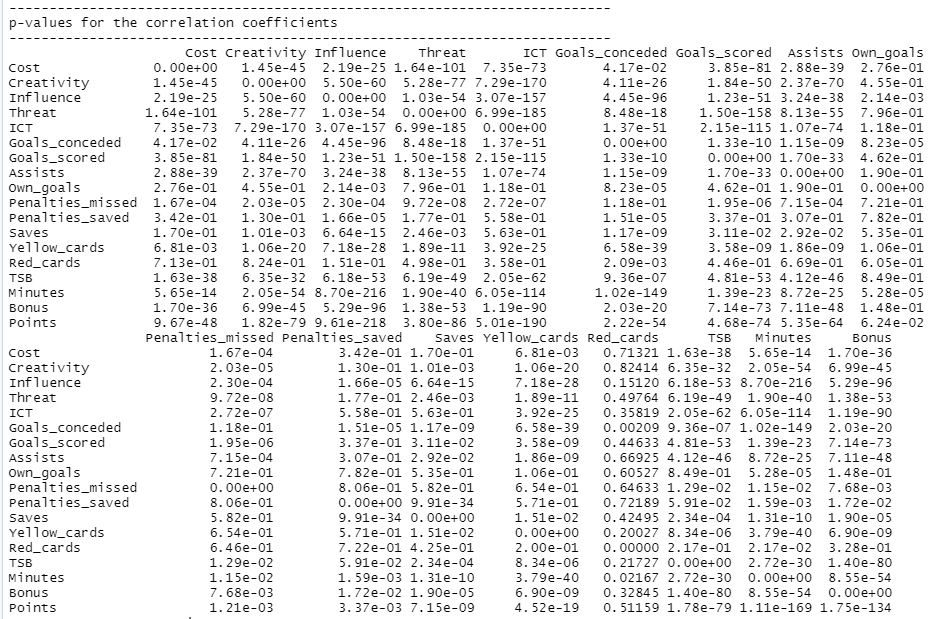 ---------------------------------------------------------------------------
p-values for the correlation coefficients
---------------------------------------------------------------------------
Cost Creativity Influence Threat ICT Goals_conceded Goals_scored Assists Own_goals
Cost 0.00e+00 1.45e-45 2.19e-25 1.64e-101 7.35e-73 4.17e-02 3.85e-81 2.88e-39 2.76e-01
Creativity 1.45e-45 0.00e+00 5.50e-60 5.28e-77 7.29e-170 4.11e-26 1.84e-50 2.37e-70 4.55e-01
Influence 2.19e-25 5.50e-60 0.00e+00 1.03e-54 3.07e-157 4.45e-96 1.23e-51 3.24e-38 2.14e-03
Threat 1.64e-101 5.28e-77 1.03e-54 0.00e+00 6.99e-185 8.48e-18 1.50e-158 8.13e-55 7.96e-01
ICT 7.35e-73 7.29e-170 3.07e-157 6.99e-185 0.00e+00 1.37e-51 2.15e-115 1.07e-74 1.18e-01
Goals_conceded 4.17e-02 4.11e-26 4.45e-96 8.48e-18 1.37e-51 0.00e+00 1.33e-10 1.15e-09 8.23e-05
Goals_scored 3.85e-81 1.84e-50 1.23e-51 1.50e-158 2.15e-115 1.33e-10 0.00e+00 1.70e-33 4.62e-01
Assists 2.88e-39 2.37e-70 3.24e-38 8.13e-55 1.07e-74 1.15e-09 1.70e-33 0.00e+00 1.90e-01
Own_goals 2.76e-01 4.55e-01 2.14e-03 7.96e-01 1.18e-01 8.23e-05 4.62e-01 1.90e-01 0.00e+00
Penalties_missed 1.67e-04 2.03e-05 2.30e-04 9.72e-08 2.72e-07 1.18e-01 1.95e-06 7.15e-04 7.21e-01
Penalties_saved 3.42e-01 1.30e-01 1.66e-05 1.77e-01 5.58e-01 1.51e-05 3.37e-01 3.07e-01 7.82e-01
Saves 1.70e-01 1.01e-03 6.64e-15 2.46e-03 5.63e-01 1.17e-09 3.11e-02 2.92e-02 5.35e-01
Yellow_cards 6.81e-03 1.06e-20 7.18e-28 1.89e-11 3.92e-25 6.58e-39 3.58e-09 1.86e-09 1.06e-01
Red_cards 7.13e-01 8.24e-01 1.51e-01 4.98e-01 3.58e-01 2.09e-03 4.46e-01 6.69e-01 6.05e-01
TSB 1.63e-38 6.35e-32 6.18e-53 6.19e-49 2.05e-62 9.36e-07 4.81e-53 4.12e-46 8.49e-01
Minutes 5.65e-14 2.05e-54 8.70e-216 1.90e-40 6.05e-114 1.02e-149 1.39e-23 8.72e-25 5.28e-05
Bonus 1.70e-36 6.99e-45 5.29e-96 1.38e-53 1.19e-90 2.03e-20 7.14e-73 7.11e-48 1.48e-01
Points 9.67e-48 1.82e-79 9.61e-218 3.80e-86 5.01e-190 2.22e-54 4.68e-74 5.35e-64 6.24e-02
Penalties_missed Penalties_saved Saves Yellow_cards Red_cards TSB Minutes Bonus
Cost 1.67e-04 3.42e-01 1.70e-01 6.81e-03 0.71321 1.63e-38 5.65e-14 1.70e-36
Creativity 2.03e-05 1.30e-01 1.01e-03 1.06e-20 0.82414 6.35e-32 2.05e-54 6.99e-45
Influence 2.30e-04 1.66e-05 6.64e-15 7.18e-28 0.15120 6.18e-53 8.70e-216 5.29e-96
Threat 9.72e-08 1.77e-01 2.46e-03 1.89e-11 0.49764 6.19e-49 1.90e-40 1.38e-53
ICT 2.72e-07 5.58e-01 5.63e-01 3.92e-25 0.35819 2.05e-62 6.05e-114 1.19e-90
Goals_conceded 1.18e-01 1.51e-05 1.17e-09 6.58e-39 0.00209 9.36e-07 1.02e-149 2.03e-20
Goals_scored 1.95e-06 3.37e-01 3.11e-02 3.58e-09 0.44633 4.81e-53 1.39e-23 7.14e-73
Assists 7.15e-04 3.07e-01 2.92e-02 1.86e-09 0.66925 4.12e-46 8.72e-25 7.11e-48
Own_goals 7.21e-01 7.82e-01 5.35e-01 1.06e-01 0.60527 8.49e-01 5.28e-05 1.48e-01
Penalties_missed 0.00e+00 8.06e-01 5.82e-01 6.54e-01 0.64633 1.29e-02 1.15e-02 7.68e-03
Penalties_saved 8.06e-01 0.00e+00 9.91e-34 5.71e-01 0.72189 5.91e-02 1.59e-03 1.72e-02
Saves 5.82e-01 9.91e-34 0.00e+00 1.51e-02 0.42495 2.34e-04 1.31e-10 1.90e-05
Yellow_cards 6.54e-01 5.71e-01 1.51e-02 0.00e+00 0.20027 8.34e-06 3.79e-40 6.90e-09
Red_cards 6.46e-01 7.22e-01 4.25e-01 2.00e-01 0.00000 2.17e-01 2.17e-02 3.28e-01
TSB 1.29e-02 5.91e-02 2.34e-04 8.34e-06 0.21727 0.00e+00 2.72e-30 1.40e-80
Minutes 1.15e-02 1.59e-03 1.31e-10 3.79e-40 0.02167 2.72e-30 0.00e+00 8.55e-54
Bonus 7.68e-03 1.72e-02 1.90e-05 6.90e-09 0.32845 1.40e-80 8.55e-54 0.00e+00
Points 1.21e-03 3.37e-03 7.15e-09 4.52e-19 0.51159 1.78e-79 1.11e-169 1.75e-134